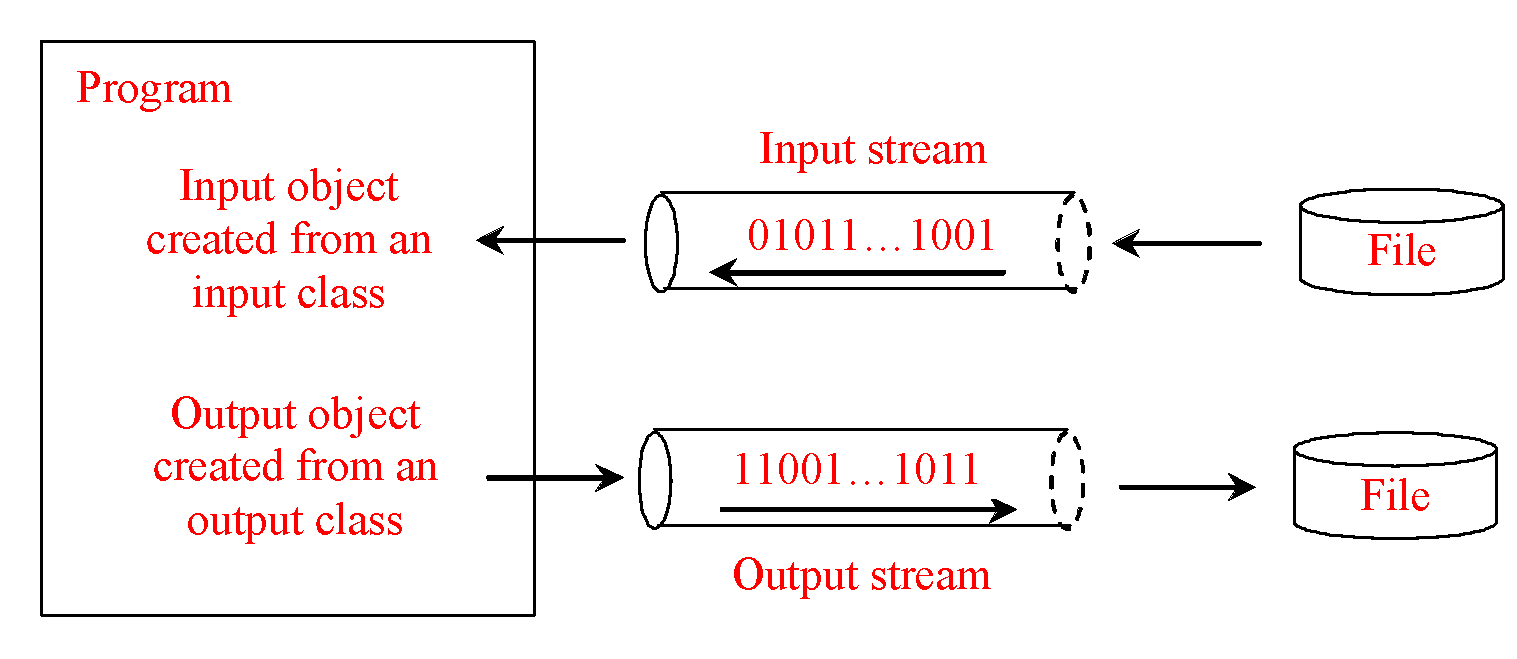 Program
Input object
created from an
input class
Input stream
01011…1001
File
Output object
created from an
output class
11001…1011
Output stream
File